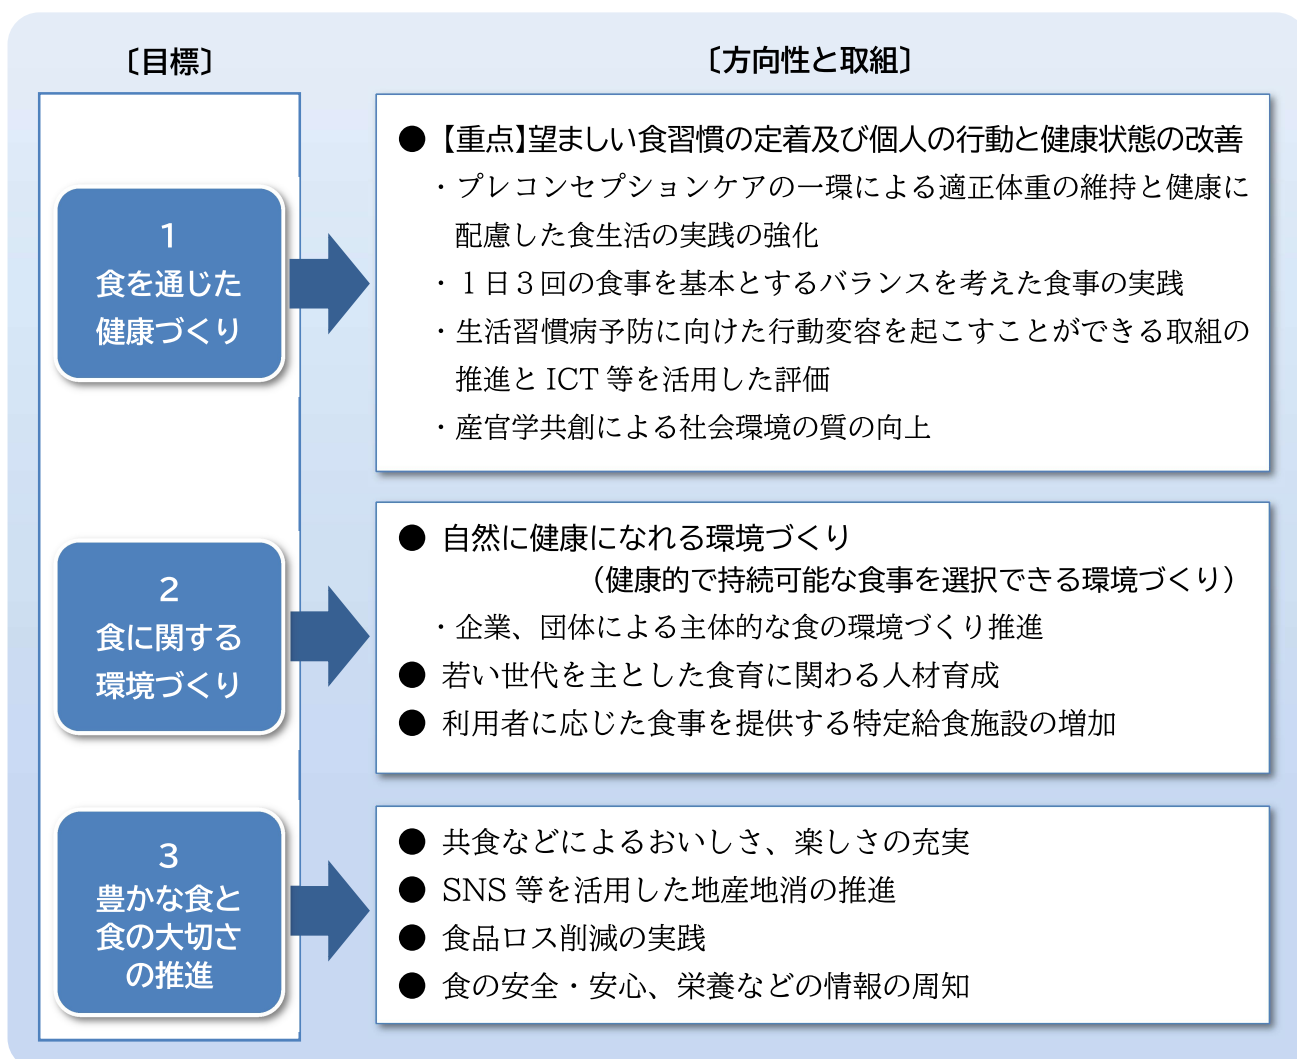 〔目標〕
〔方向性と取組〕
1
食を通じた
健康づくり
● 【重点】望ましい食習慣の定着及び個人の行動と健康状態の改善
・プレコンセプションケアの一環による適正体重の維持と健康に
配慮した食生活の実践の強化
・１日３回の食事を基本とするバランスを考えた食事の実践
・生活習慣病予防に向けた行動変容を起こすことができる取組の
推進と ICT 等を活用した評価
・産官学共創による社会環境の質の向上
2
食に関する
環境づくり
● 自然に健康になれる環境づくり
（健康的で持続可能な食事を選択できる環境づくり）
・企業、団体による主体的な食の環境づくり推進
● 若い世代を主とした食育に関わる人材育成
● 利用者に応じた食事を提供する特定給食施設の増加
3
豊かな食と
食の大切さ
の推進
● 共食などによるおいしさ、楽しさの充実
● SNS 等を活用した地産地消の推進
● 食品ロス削減の実践
● 食の安全・安心、栄養などの情報の周知